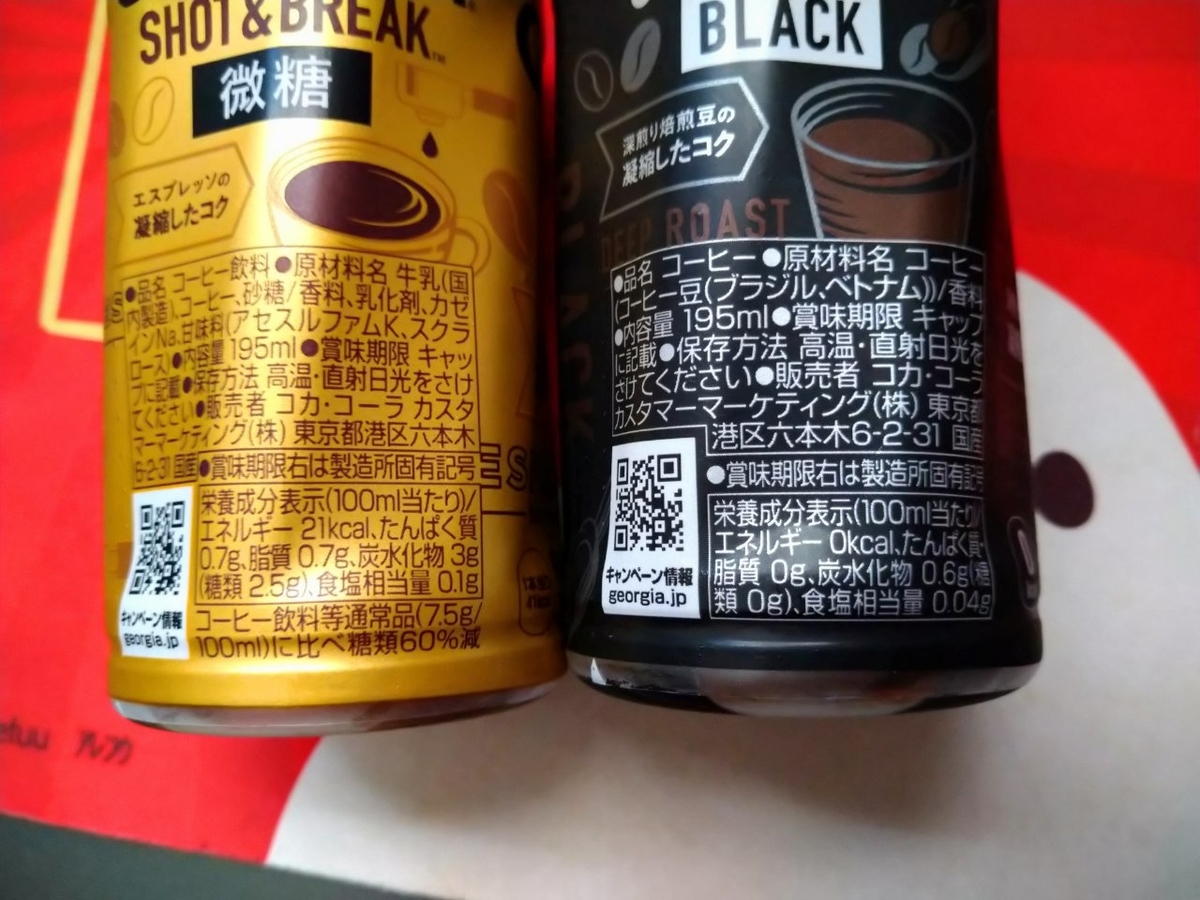 SHOT&BREAK™
微糖
エスプレッソの
凝縮したコク
●品名 コーヒー飲料●原材料名 牛乳(国
内製造)、コーヒー、砂糖/香料、乳化剤、カゼ
インNa、甘味料(アセスルファムK、スクラ
ロース)●内容量 195ml●賞味期限 キャッ
プに記載●保存方法 高温・直射日光をさけ
てください●販売者 コカ・コーラ カスタ
マーマーケティング(株) 東京都港区六本木
6-2-31 国産
●賞味期限右は製造所固有記号
栄養成分表示(100ml当たり)/
エネルギー 21kcal、たんぱく質
0.7g、脂質 0.7g、炭水化物 3g
(糖類 2.5g)、食塩相当量 0.1g
コーヒー飲料等通常品(7.5g/
100ml)に比べ糖類60%減
キャンペーン情報
georgia.jp
BLACK
深煎り焙煎豆の
凝縮したコク
DEEP ROAST
●品名 コーヒー●原材料名 コーヒー
(コーヒー豆(ブラジル、ベトナム))/香料
●内容量 195ml●賞味期限 キャップ
に記載●保存方法 高温・直射日光を
さけてください●販売者 コカ・コーラ
カスタマーマーケティング(株) 東京都
港区六本木6-2-31 国産
●賞味期限右は製造所固有記号
栄養成分表示(100ml当たり)/
エネルギー 0kcal、たんぱく質・
脂質 0g、炭水化物 0.6g(糖
類 0g)、食塩相当量 0.04g
キャンペーン情報
georgia.jp
BLACK
アレフカ